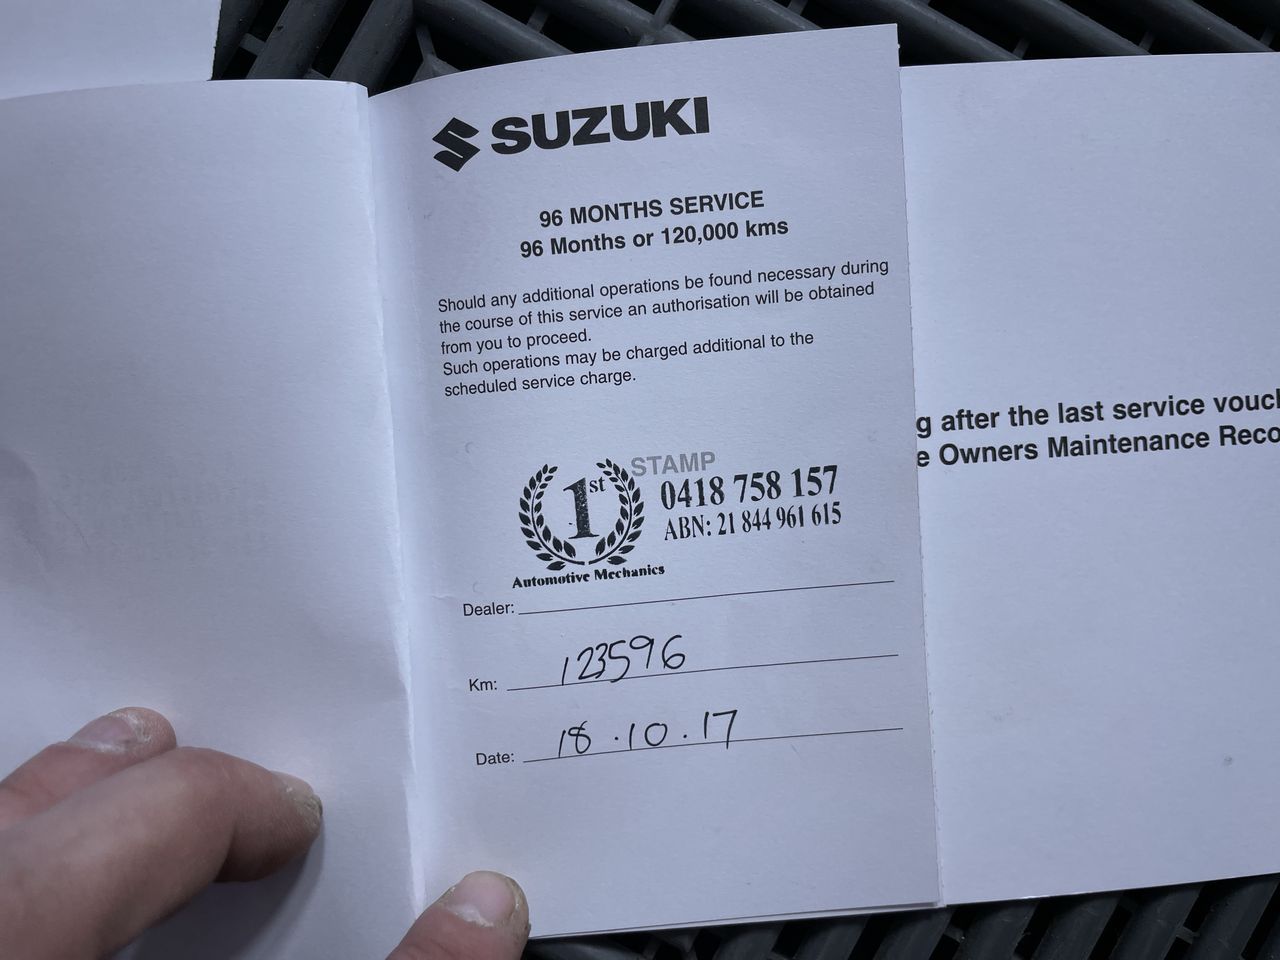 SUZUKI
96 MONTHS SERVICE
96 Months or 120,000 kms
Should any additional operations be found necessary during
the course of this service an authorisation will be obtained
from you to proceed.
Such operations may be charged additional to the
scheduled service charge.
STAMP
1st
0418 758 157
ABN: 21 844 961 615
Automotive Mechanics
Dealer:
Km: 123596
Date: 18.10.17
after the last service
Owners Maintenance